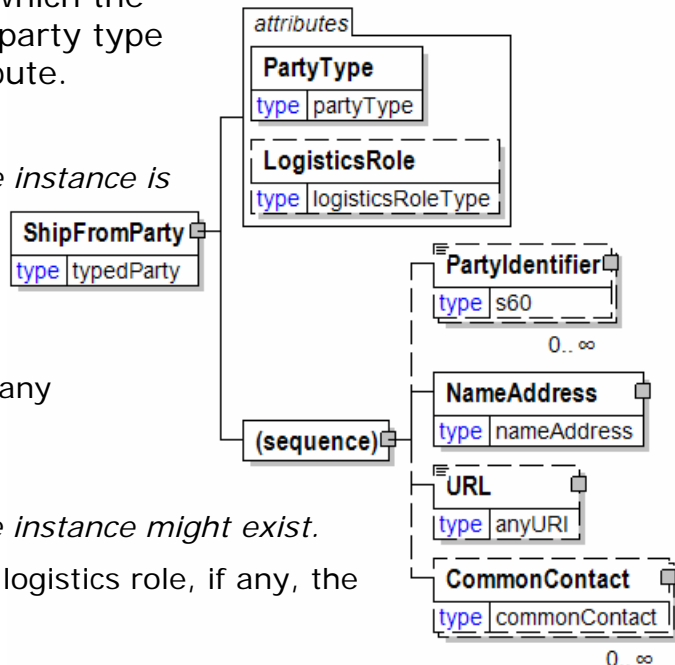 which the
party type
bute.
e instance is
any
e instance might exist.
logistics role, if any, the
attributes
PartyType
type partyType
LogisticsRole
type logisticsRoleType
ShipFromParty
type typedParty
(sequence)
PartyIdentifier
type s60
0..∞
NameAddress
type nameAddress
URL
type anyURI
CommonContact
type commonContact
0..∞